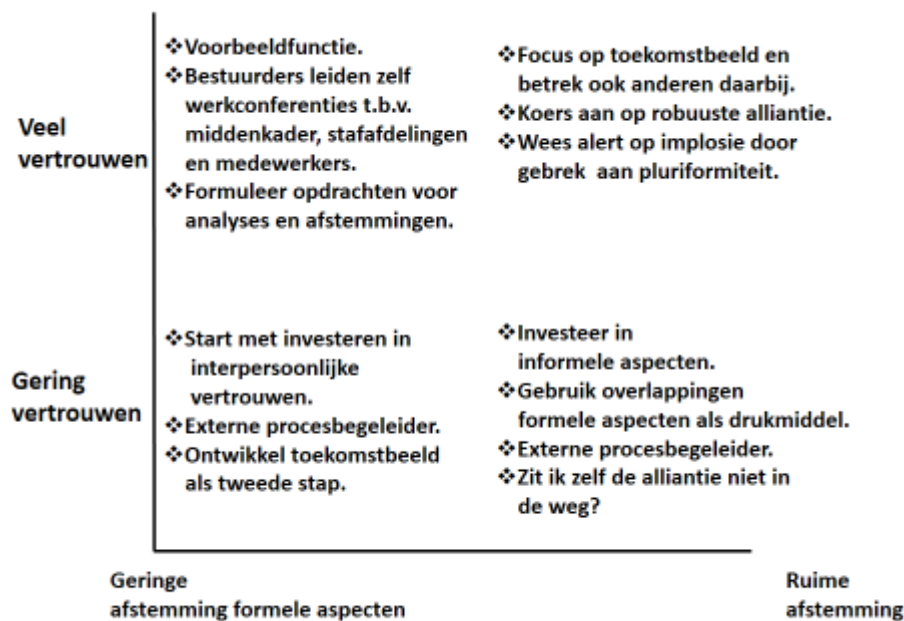 Veel
vertrouwen
❖Voorbeeldfunctie.
❖Bestuurders leiden zelf
werkconferenties t.b.v.
middenkader, stafafdelingen
en medewerkers.
❖Formuleer opdrachten voor
analyses en afstemmingen.
❖Focus op toekomstbeeld en
betrek ook anderen daarbij.
❖Koers aan op robuuste alliantie.
❖Wees alert op implosie door
gebrek aan pluriformiteit.
Gering
vertrouwen
❖Start met investeren in
interpersoonlijke
vertrouwen.
❖Externe procesbegeleider.
❖Ontwikkel toekomstbeeld
als tweede stap.
❖Investeer in
informele aspecten.
❖Gebruik overlappingen
formele aspecten als drukmiddel.
❖Externe procesbegeleider.
❖Zit ik zelf de alliantie niet in
de weg?
Geringe
afstemming formele aspecten
Ruime
afstemming